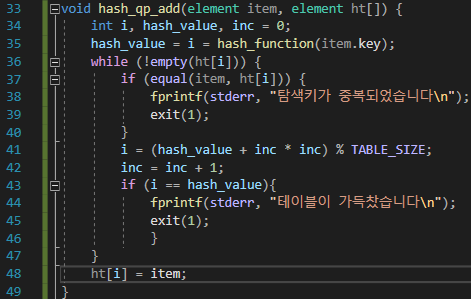 33 void hash_qp_add(element item, element ht[]) {
34 int i, hash_value, inc = 0;
35 hash_value = i = hash_function(item.key);
36 while (!empty(ht[i])) {
37 if (equal(item, ht[i])) {
38 fprintf(stderr, "탐색키가 중복되었습니다\n");
39 exit(1);
40 }
41 i = (hash_value + inc * inc) % TABLE_SIZE;
42 inc = inc + 1;
43 if (i == hash_value){
44 fprintf(stderr, "테이블이 가득찼습니다\n");
45 exit(1);
46 }
47 }
48 ht[i] = item;
49 }